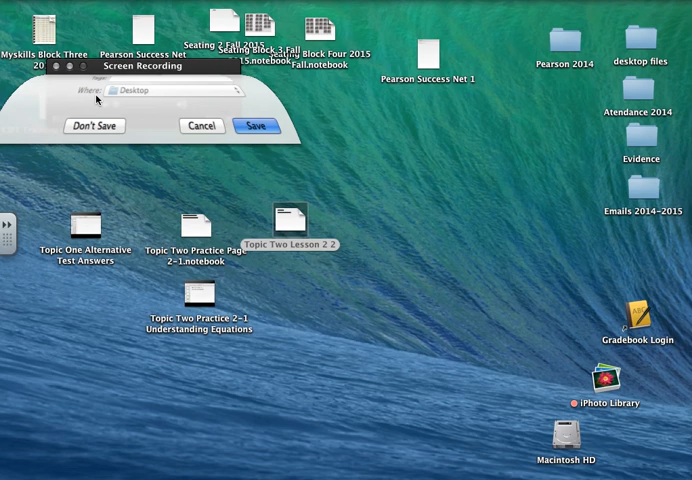 Myskills Block Three
Pearson Success Net
Seating 2 Fall 2015
Seating Block 3 Fall
2015.notebook
Seating Block Four 2015
Fall.notebook
Pearson Success Net 1
Pearson 2014
desktop files
Atendance 2014
Evidence
Emails 2014-2015
Screen Recording
Where: Desktop
Don't Save
Cancel
Save
Topic One Alternative
Test Answers
Topic Two Practice Page
2-1.notebook
Topic Two Lesson 2 2
Topic Two Practice 2-1
Understanding Equations
Gradebook Login
iPhoto Library
Macintosh HD